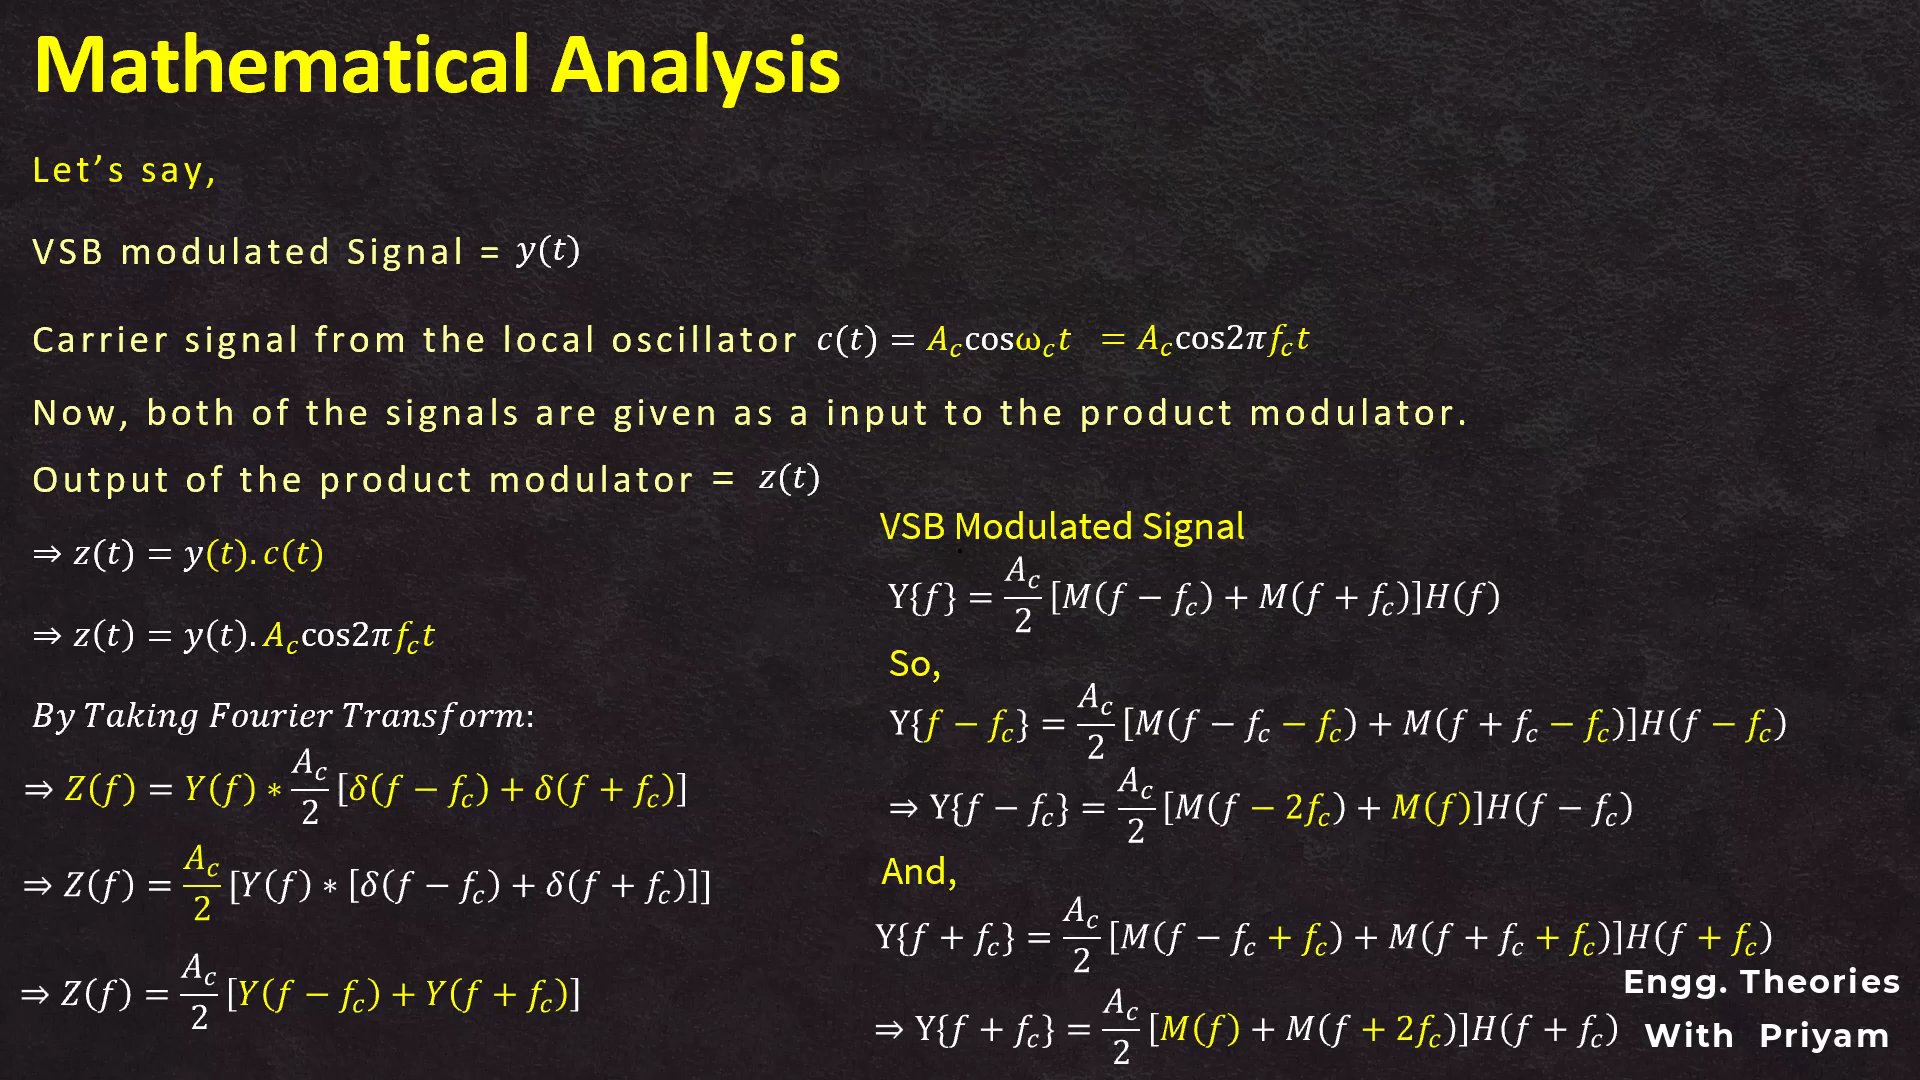 Mathematical Analysis
Let’s say,
VSB modulated Signal = y(t)
Carrier signal from the local oscillator c(t) = A_c cosω_c t = A_c cos2πf_c t
Now, both of the signals are given as a input to the product modulator.
Output of the product modulator = z(t)
⇒ z(t) = y(t). c(t)
⇒ z(t) = y(t). A_c cos2πf_c t
By Taking Fourier Transform:
⇒ Z(f) = Y(f) * A_c/2 [δ(f − f_c) + δ(f + f_c)]
⇒ Z(f) = A_c/2 [Y(f) * [δ(f − f_c) + δ(f + f_c)]]
⇒ Z(f) = A_c/2 [Y(f − f_c) + Y(f + f_c)]
VSB Modulated Signal
Y{f} = A_c/2 [M(f − f_c) + M(f + f_c)]H(f)
So,
Y{f − f_c} = A_c/2 [M(f − f_c − f_c) + M(f + f_c − f_c)]H(f − f_c)
⇒ Y{f − f_c} = A_c/2 [M(f − 2f_c) + M(f)]H(f − f_c)
And,
Y{f + f_c} = A_c/2 [M(f − f_c + f_c) + M(f + f_c + f_c)]H(f + f_c)
⇒ Y{f + f_c} = A_c/2 [M(f) + M(f + 2f_c)]H(f + f_c)
Engg. Theories
With Priyam